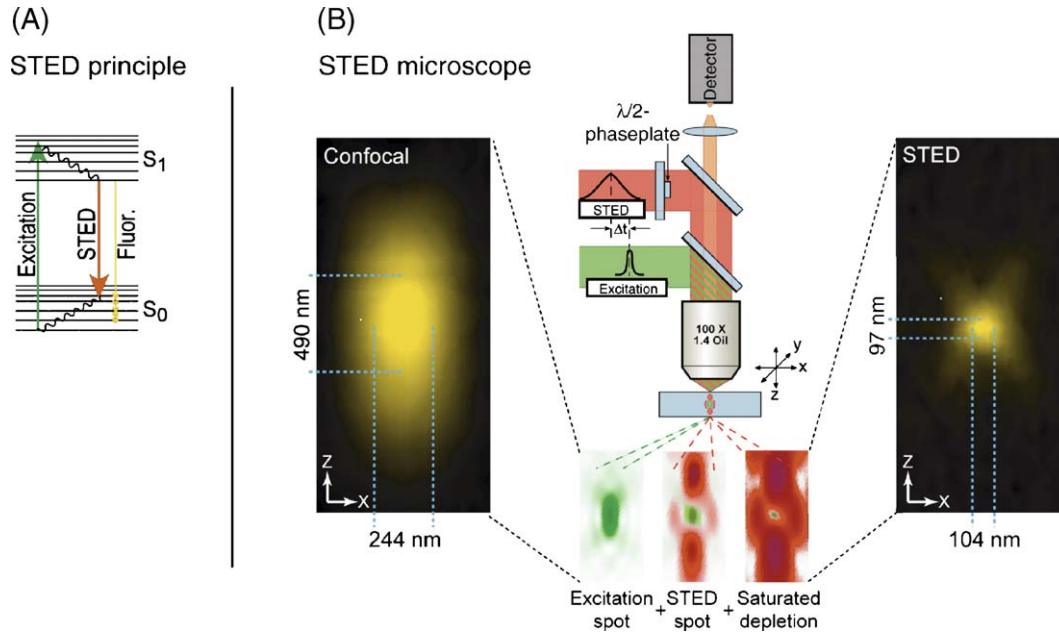 (A)
STED principle
S1
S0
Excitation
STED
Fluor.
(B)
STED microscope
Detector
λ/2-
phaseplate
STED
Δt
Excitation
100 X
1.4 Oil
y
x
z
Confocal
490 nm
Z
X
244 nm
STED
97 nm
Z
X
104 nm
Excitation
spot
+
STED
spot
+
Saturated
depletion